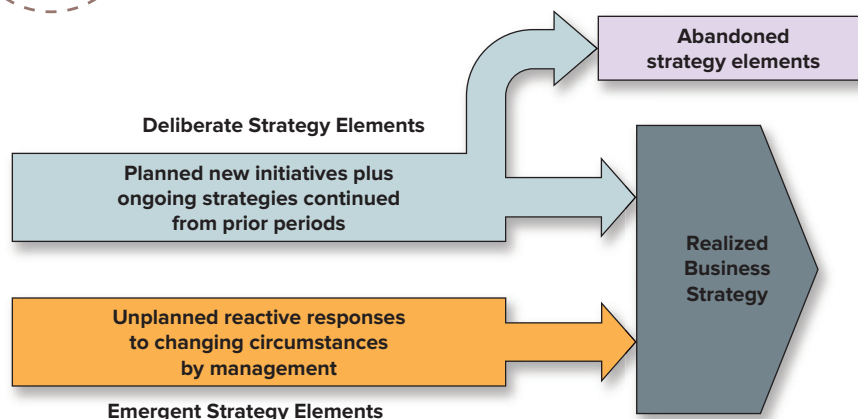 Abandoned
strategy elements
Deliberate Strategy Elements
Planned new initiatives plus
ongoing strategies continued
from prior periods
Realized
Business
Strategy
Unplanned reactive responses
to changing circumstances
by management
Emergent Strategy Elements